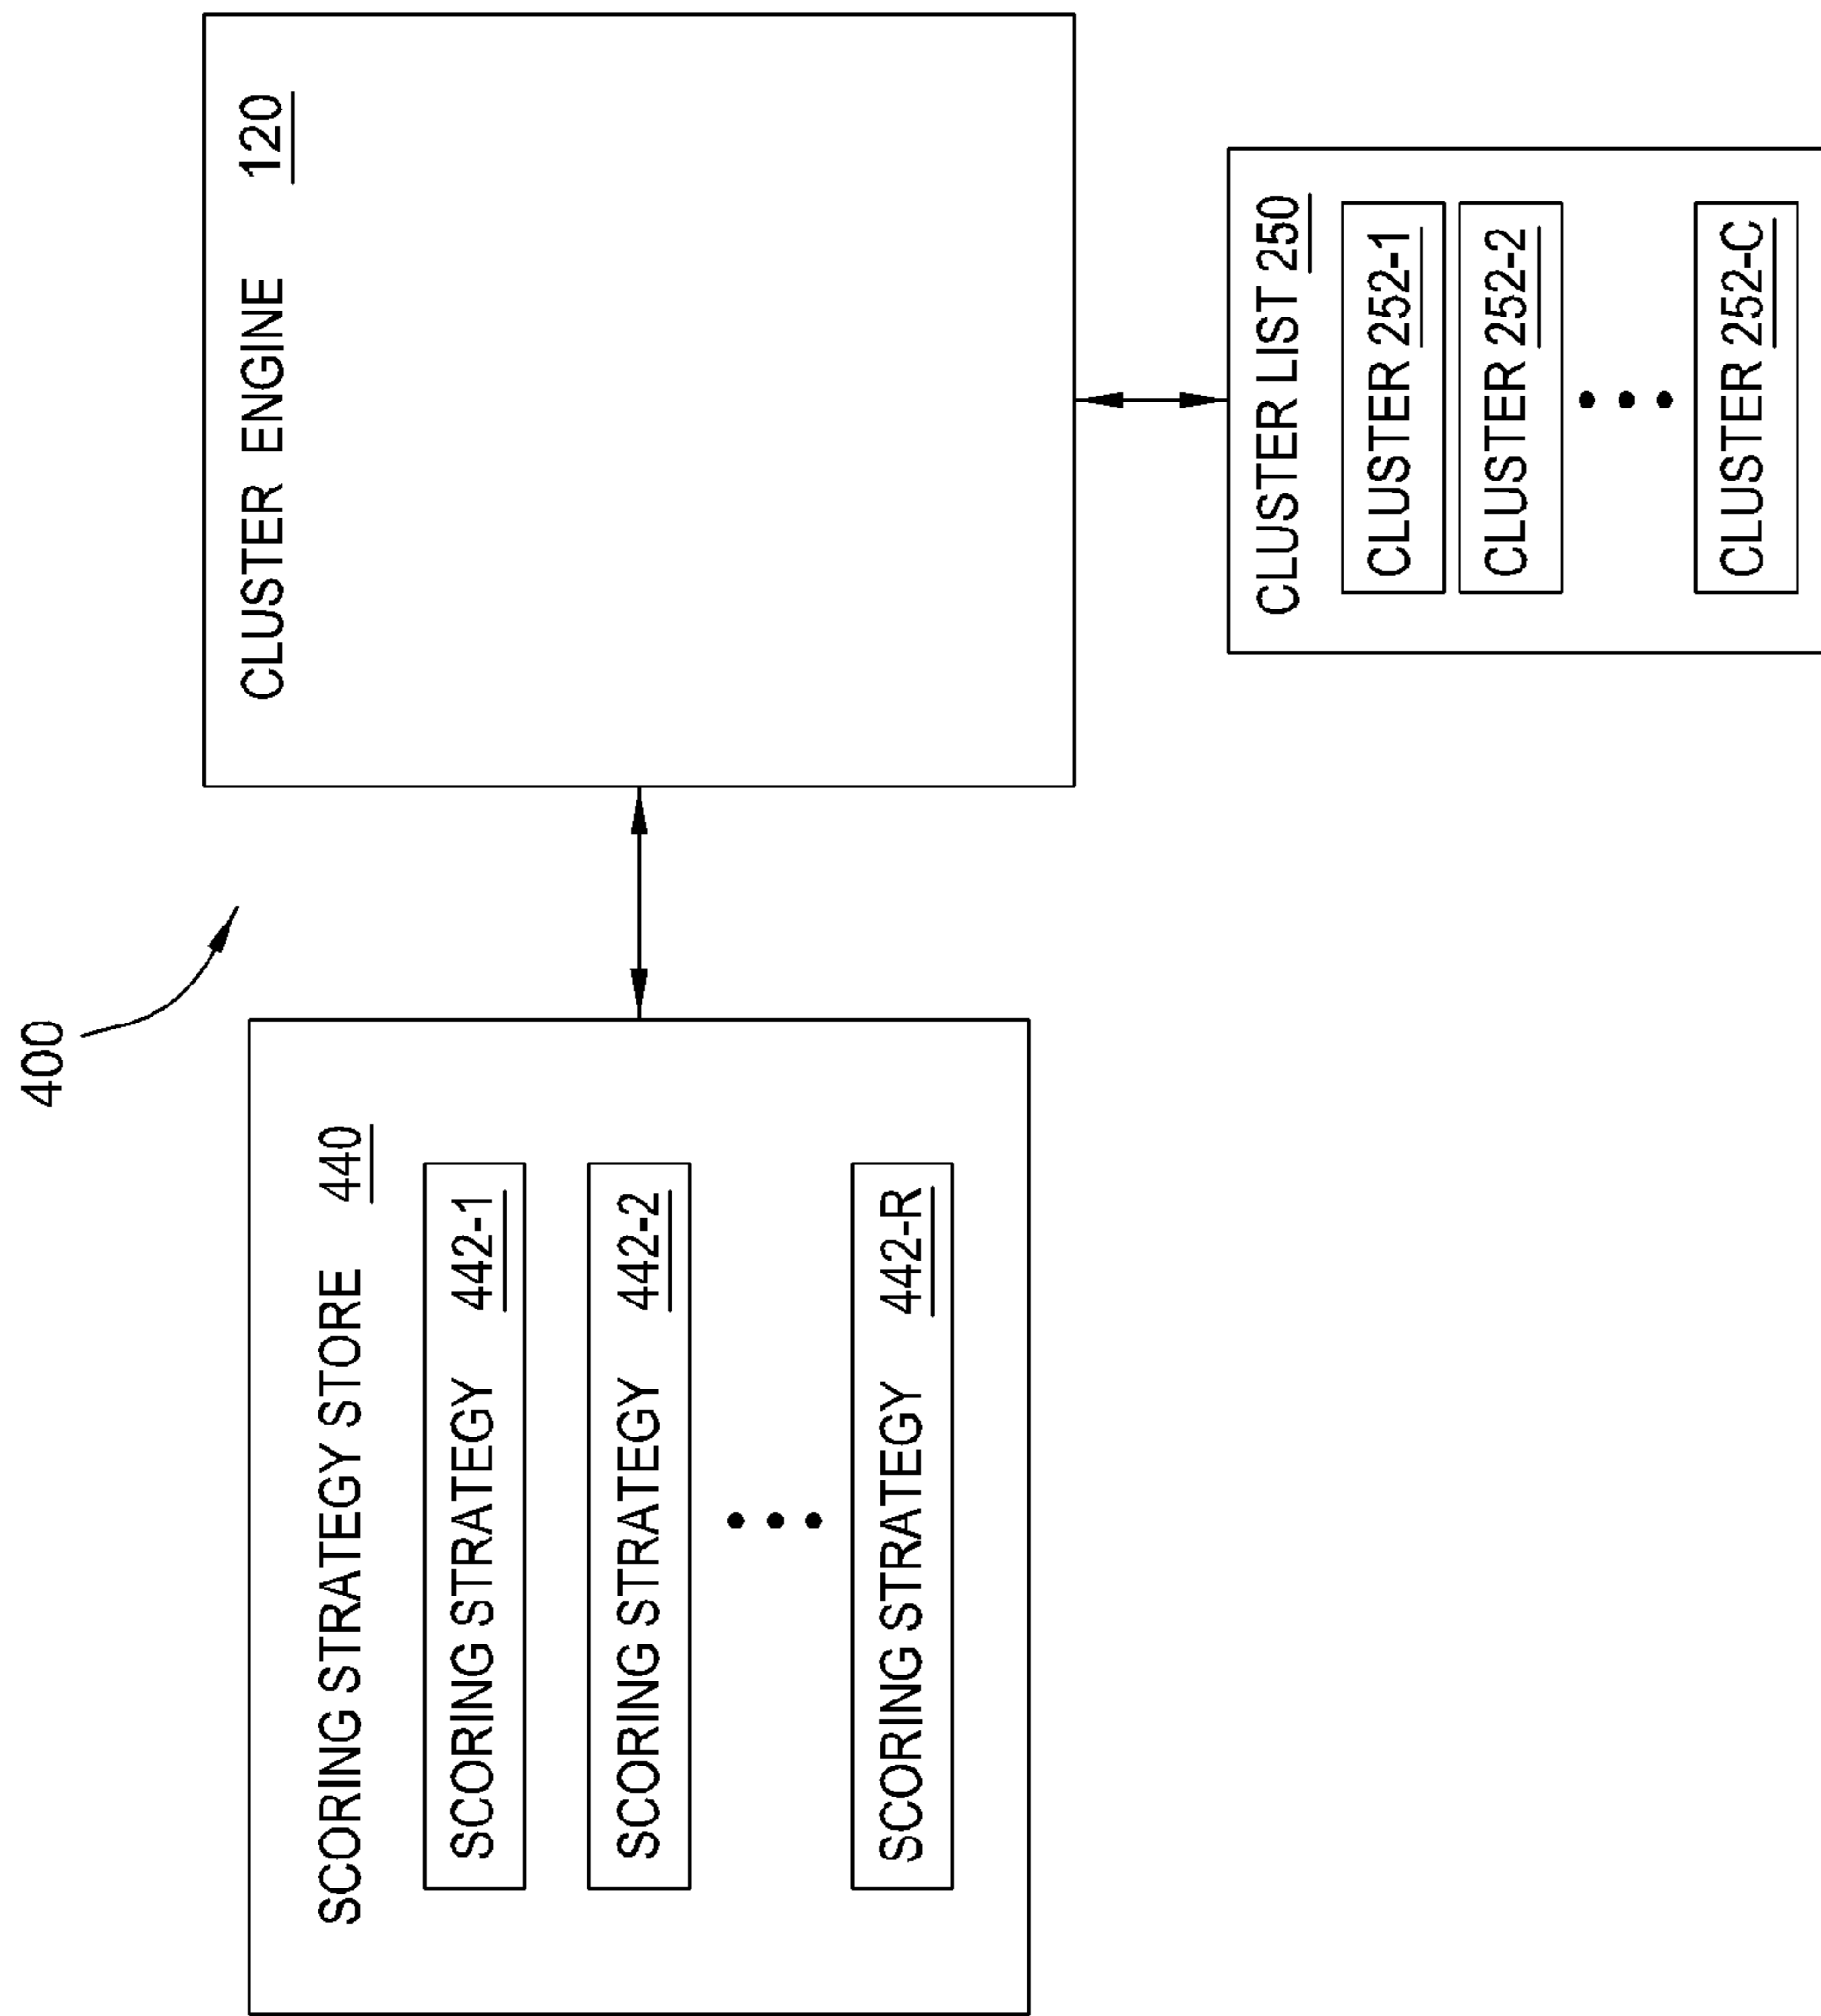 400
SCORING STRATEGY STORE 440
SCORING STRATEGY 442-1
SCORING STRATEGY 442-2
SCORING STRATEGY 442-R
CLUSTER ENGINE 120
CLUSTER LIST 250
CLUSTER 252-1
CLUSTER 252-2
CLUSTER 252-C